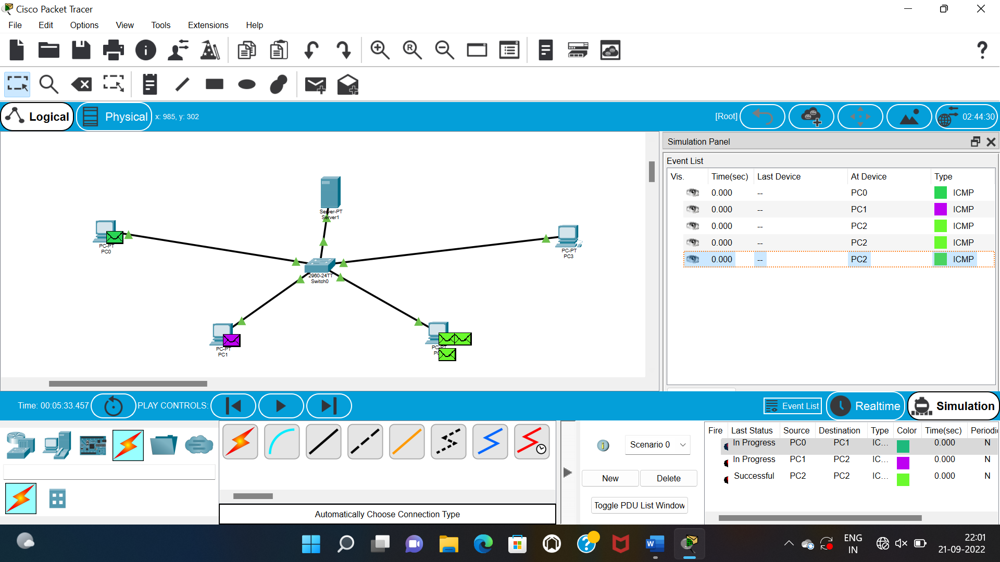 Cisco Packet Tracer
File Edit Options View Tools Extensions Help
Logical Physical x: 985, y: 302 [Root] 02:44:30
Simulation Panel
Event List
Vis. Time(sec) Last Device At Device Type
0.000 -- PC0 ICMP
0.000 -- PC1 ICMP
0.000 -- PC2 ICMP
0.000 -- PC2 ICMP
0.000 -- PC2 ICMP
Server-PT
Server1
PC-PT
PC0
PC-PT
PC3
2960-24TT
Switch0
PC-PT
PC1
PC-PT
Time: 00:05:33.457 PLAY CONTROLS: Event List Realtime Simulation
Scenario 0
New Delete
Toggle PDU List Window
Fire Last Status Source Destination Type Color Time(sec) Periodic
In Progress PC0 PC1 IC... 0.000 N
In Progress PC1 PC2 IC... 0.000 N
Successful PC2 PC2 IC... 0.000 N
Automatically Choose Connection Type
ENG
IN
22:01
21-09-2022